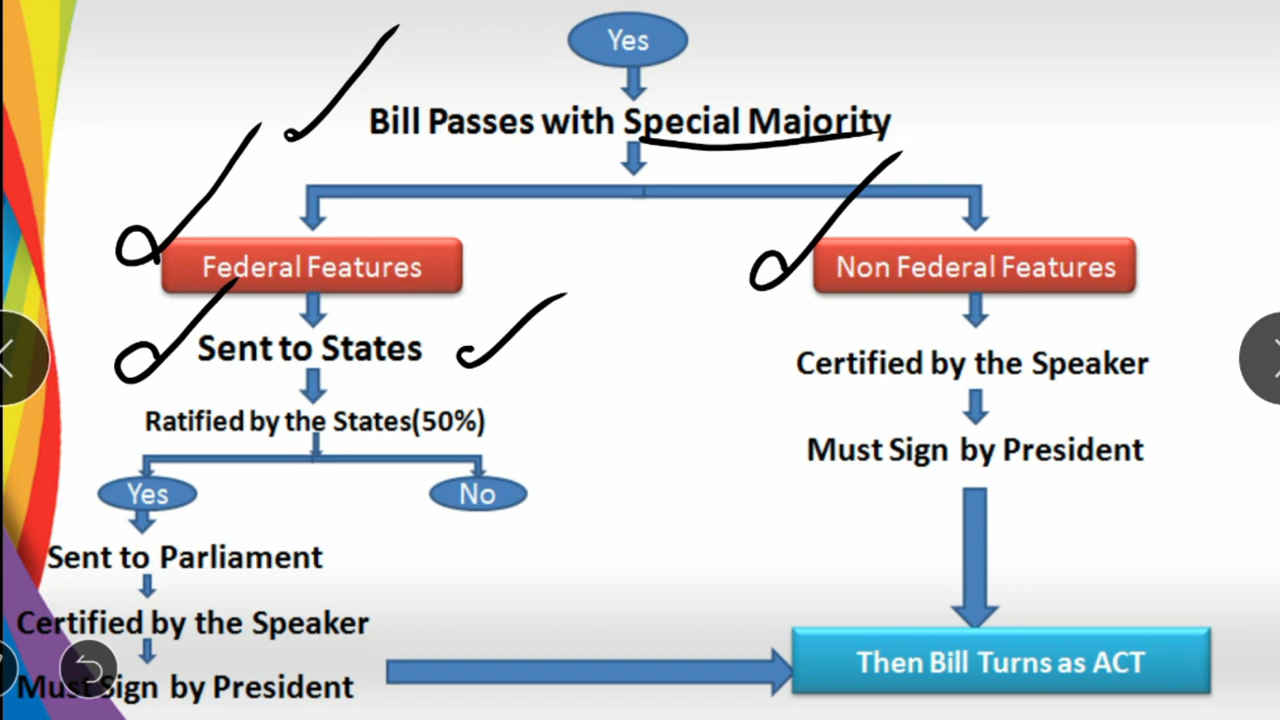 Yes
Bill Passes with Special Majority
Federal Features
Non Federal Features
Sent to States
Certified by the Speaker
Ratified by the States(50%)
Must Sign by President
Yes
No
Sent to Parliament
Certified by the Speaker
Must Sign by President
Then Bill Turns as ACT